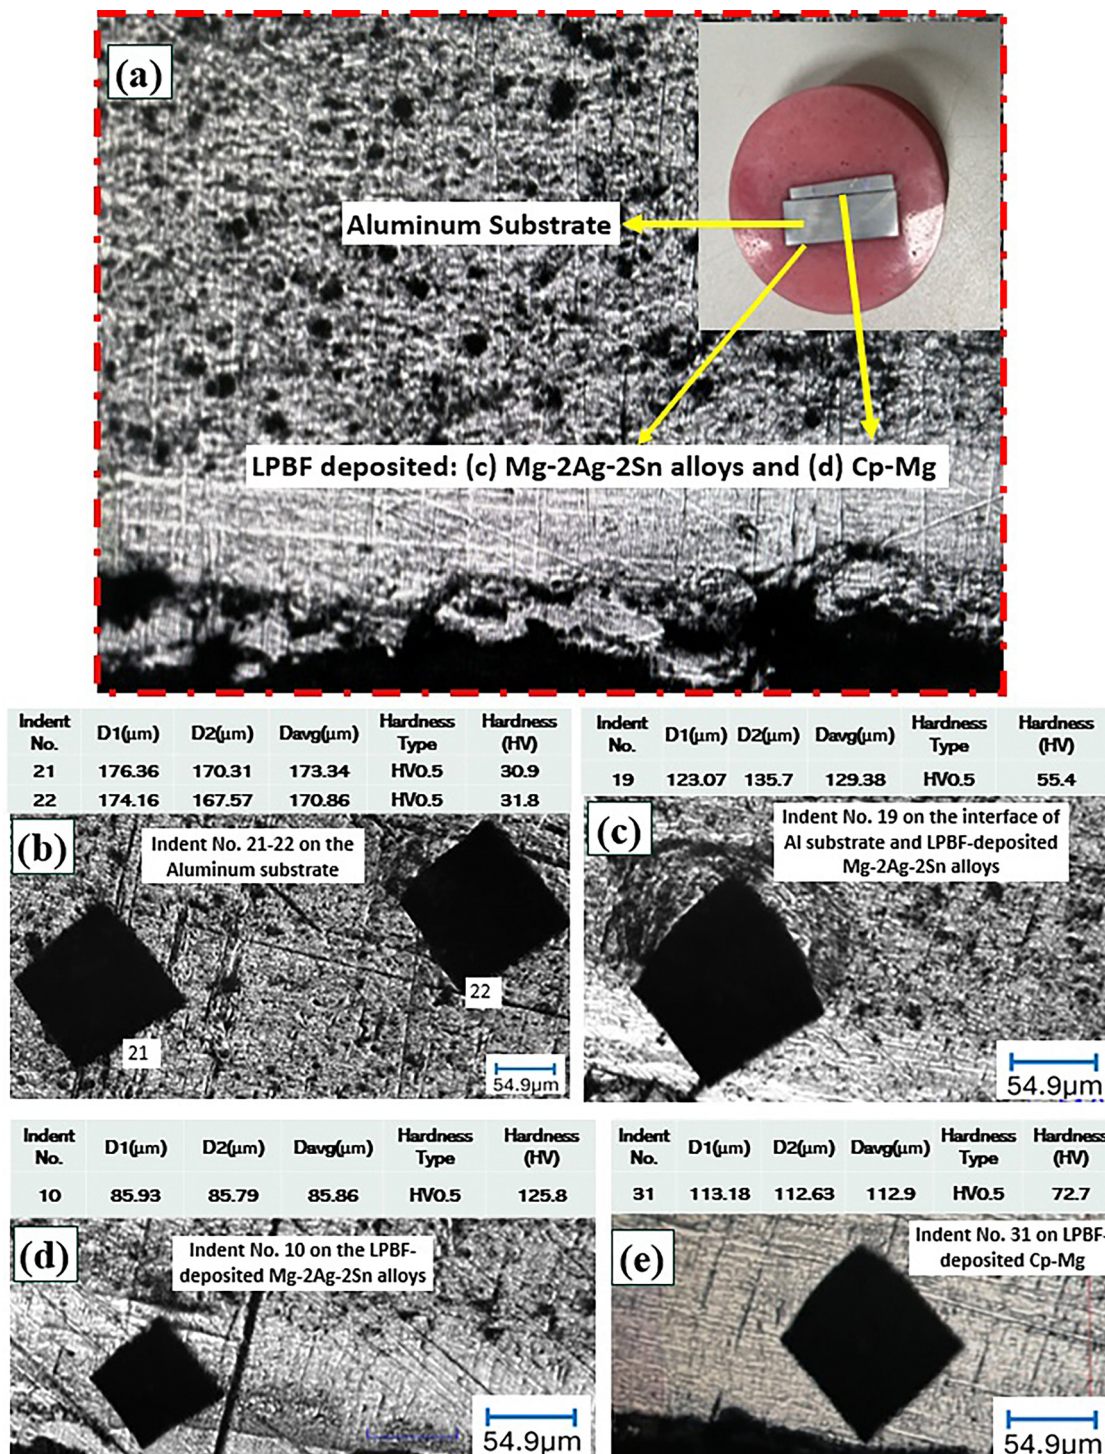 (a)
Aluminum Substrate
LPBF deposited: (c) Mg-2Ag-2Sn alloys and (d) Cp-Mg
Indent No. D1(µm) D2(µm) Davg(µm) Hardness Type Hardness (HV)
21 176.36 170.31 173.34 HV0.5 30.9
22 174.16 167.57 170.86 HV0.5 31.8
(b)
Indent No. 21-22 on the
Aluminum substrate
22
21
54.9µm
Indent No. D1(µm) D2(µm) Davg(µm) Hardness Type Hardness (HV)
19 123.07 135.7 129.38 HV0.5 55.4
(c)
Indent No. 19 on the interface of
Al substrate and LPBF-deposited
Mg-2Ag-2Sn alloys
54.9µm
Indent No. D1(µm) D2(µm) Davg(µm) Hardness Type Hardness (HV)
10 85.93 85.79 85.86 HV0.5 125.8
(d)
Indent No. 10 on the LPBF-
deposited Mg-2Ag-2Sn alloys
54.9µm
Indent No. D1(µm) D2(µm) Davg(µm) Hardness Type Hardness (HV)
31 113.18 112.63 112.9 HV0.5 72.7
(e)
Indent No. 31 on LPBF-
deposited Cp-Mg
54.9µm